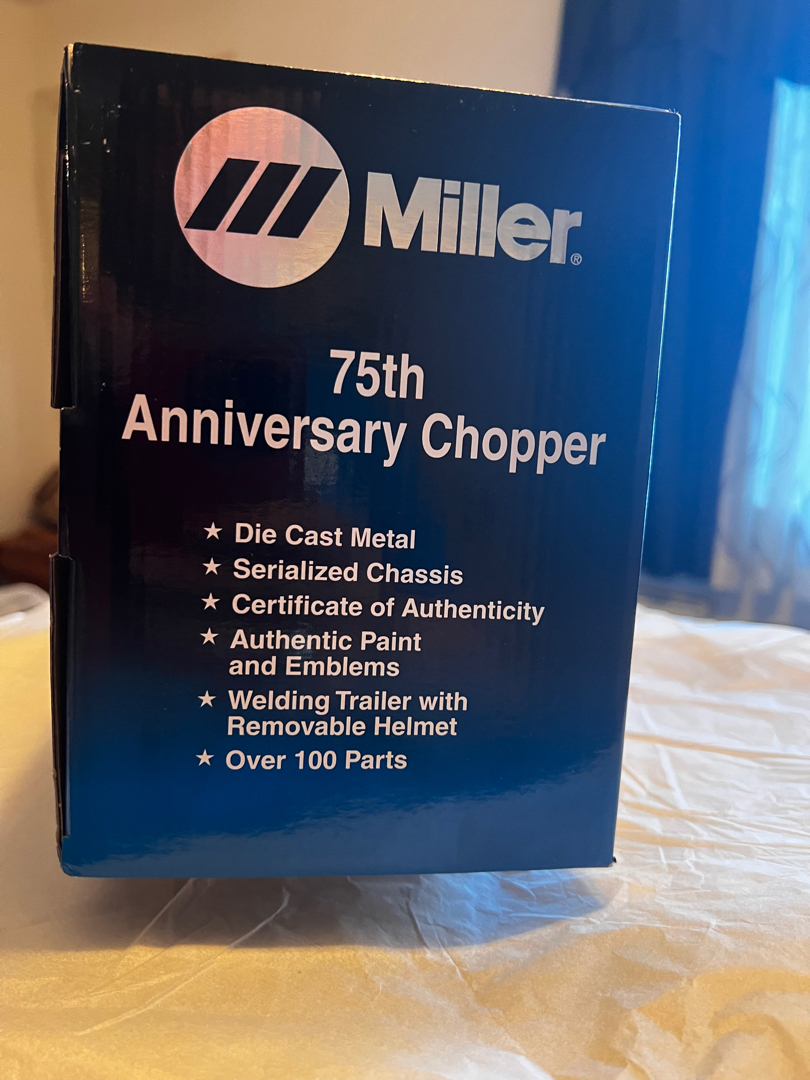 Miller®
75th
Anniversary Chopper
★ Die Cast Metal
★ Serialized Chassis
★ Certificate of Authenticity
★ Authentic Paint
and Emblems
★ Welding Trailer with
Removable Helmet
★ Over 100 Parts